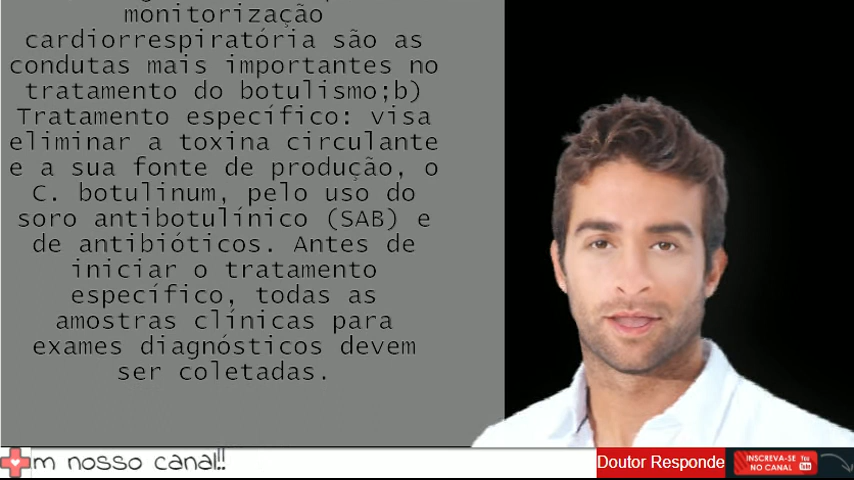 monitorização
cardiorrespiratória são as
condutas mais importantes no
tratamento do botulismo;b)
Tratamento específico: visa
eliminar a toxina circulante
e a sua fonte de produção, o
C. botulinum, pelo uso do
soro antibotulínico (SAB) e
de antibióticos. Antes de
iniciar o tratamento
específico, todas as
amostras clínicas para
exames diagnósticos devem
ser coletadas.
m nosso canal!!
Doutor Responde
INSCREVA-SE
NO CANAL
You
Tube